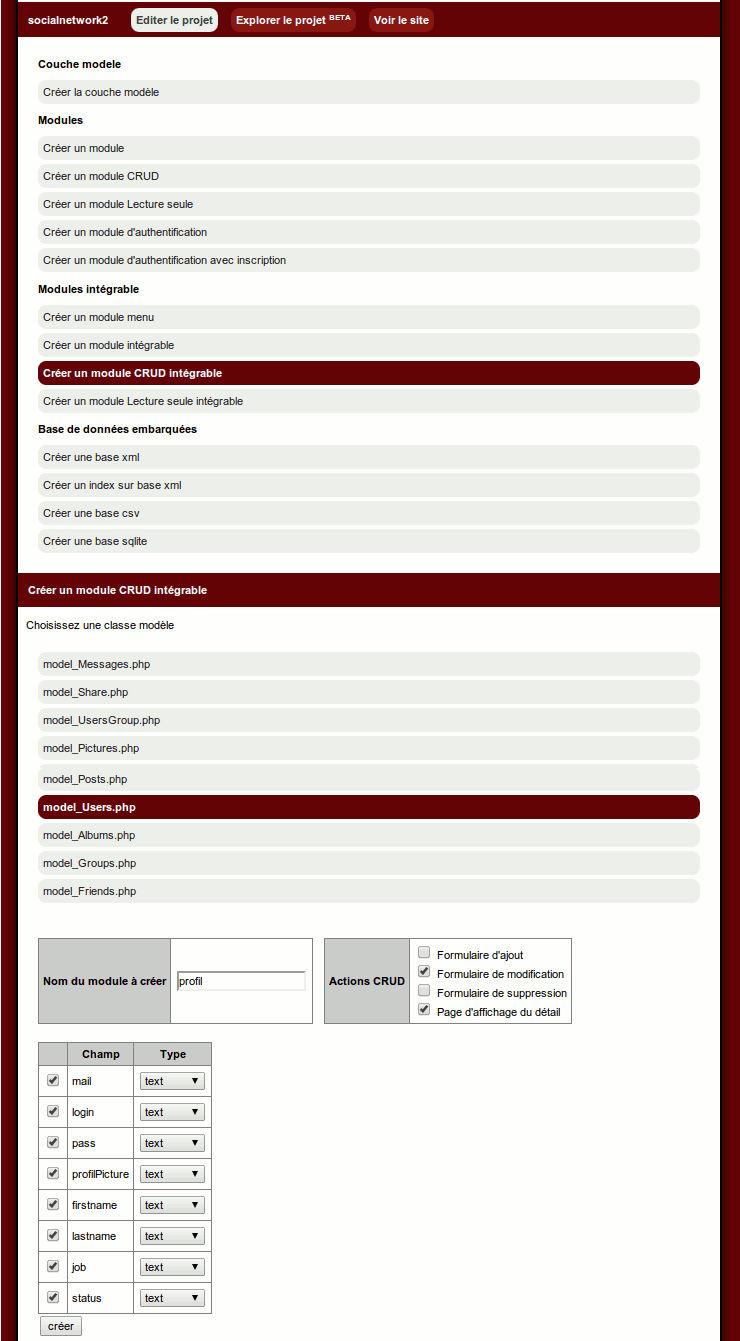 socialnetwork2 Editer le projet Explorer le projet BETA Voir le site
Couche modele
Créer la couche modèle
Modules
Créer un module
Créer un module CRUD
Créer un module Lecture seule
Créer un module d'authentification
Créer un module d'authentification avec inscription
Modules intégrable
Créer un module menu
Créer un module intégrable
Créer un module CRUD intégrable
Créer un module Lecture seule intégrable
Base de données embarquées
Créer une base xml
Créer un index sur base xml
Créer une base csv
Créer une base sqlite
Créer un module CRUD intégrable
Choisissez une classe modèle
model_Messages.php
model_Share.php
model_UsersGroup.php
model_Pictures.php
model_Posts.php
model_Users.php
model_Albums.php
model_Groups.php
model_Friends.php
Nom du module à créer profil
Actions CRUD
Formulaire d'ajout
Formulaire de modification
Formulaire de suppression
Page d'affichage du détail
Champ Type
mail text
login text
pass text
profilPicture text
firstname text
lastname text
job text
status text
créer